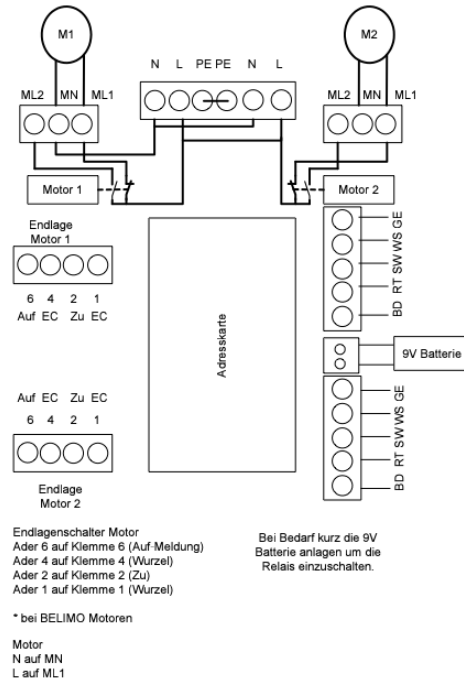 M1
M2
N L PE PE N L
ML2 MN ML1
ML2 MN ML1
Motor 1
Motor 2
Endlage
Motor 1
6 4 2 1
Auf EC Zu EC
Adresskarte
GE
WS
SW
RT
BD
9V Batterie
Auf EC Zu EC
6 4 2 1
GE
WS
SW
RT
BD
Endlage
Motor 2
Endlagenschalter Motor
Ader 6 auf Klemme 6 (Auf-Meldung)
Ader 4 auf Klemme 4 (Wurzel)
Ader 2 auf Klemme 2 (Zu)
Ader 1 auf Klemme 1 (Wurzel)
* bei BELIMO Motoren
Motor
N auf MN
L auf ML1
Bei Bedarf kurz die 9V
Batterie anlagen um die
Relais einzuschalten.